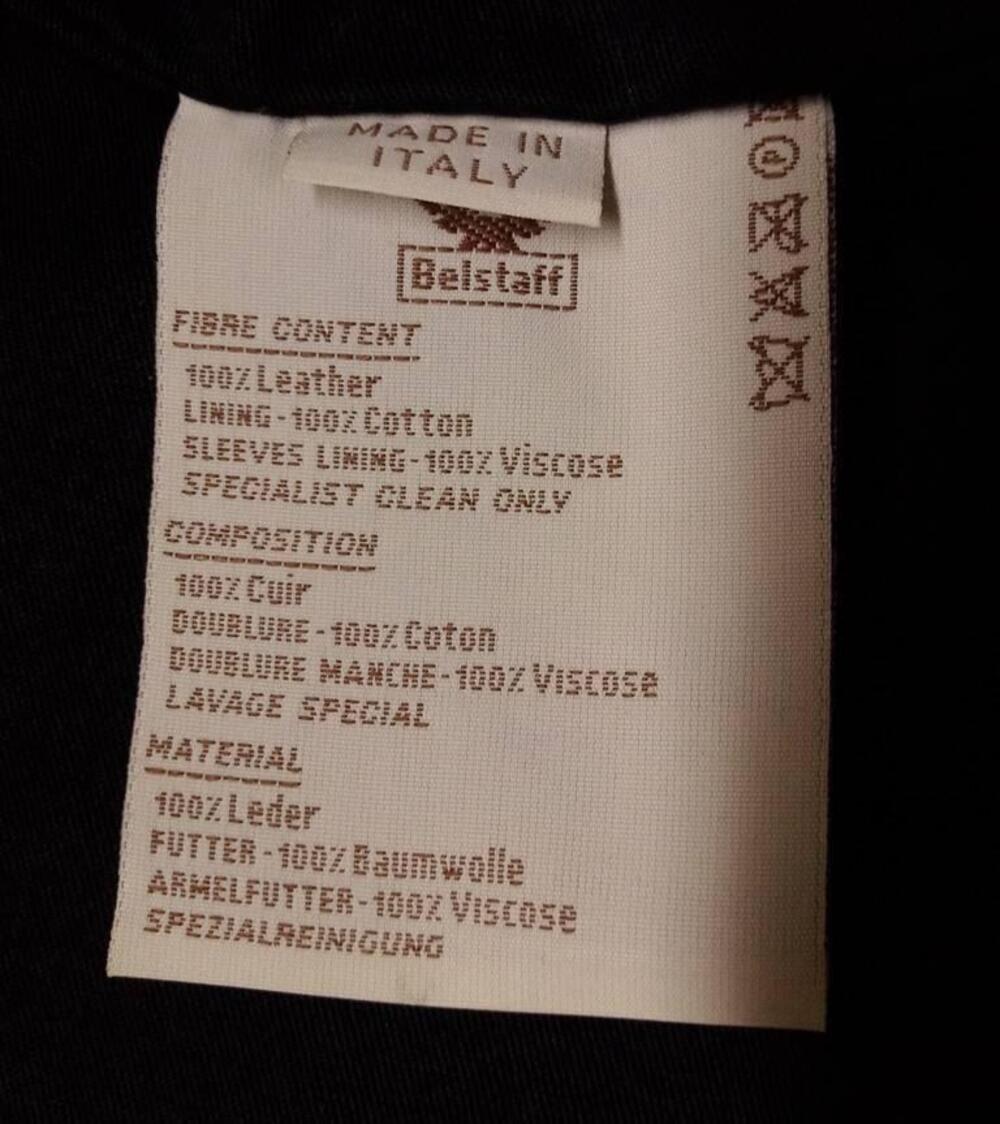 MADE IN
ITALY
Belstaff
FIBRE CONTENT
100% Leather
LINING-100% Cotton
SLEEVES LINING-100% Viscose
SPECIALIST CLEAN ONLY
COMPOSITION
100% Cuir
DOUBLURE-100% Coton
DOUBLURE MANCHE-100% Viscose
LAVAGE SPECIAL
MATERIAL
100% Leder
FUTTER-100% Baumwolle
ARMELFUTTER-100% Viscose
SPEZIALREINIGUNG